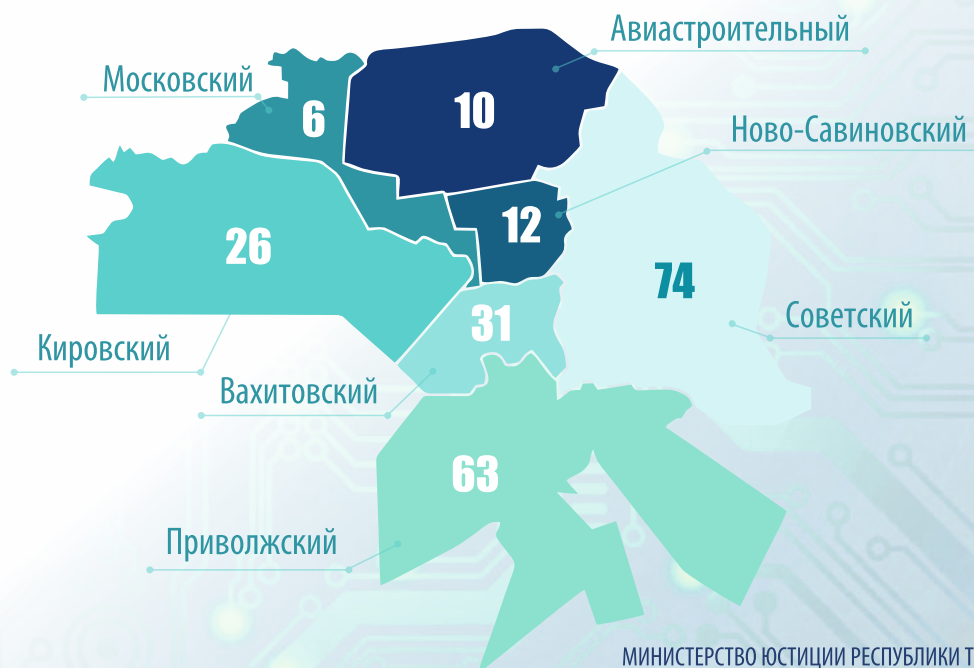 Авиастроительный
Московский
6
10
Ново-Савиновский
12
26
74
31
Советский
Кировский
Вахитовский
63
Приволжский
МИНИСТЕРСТВО ЮСТИЦИИ РЕСПУБЛИКИ Т